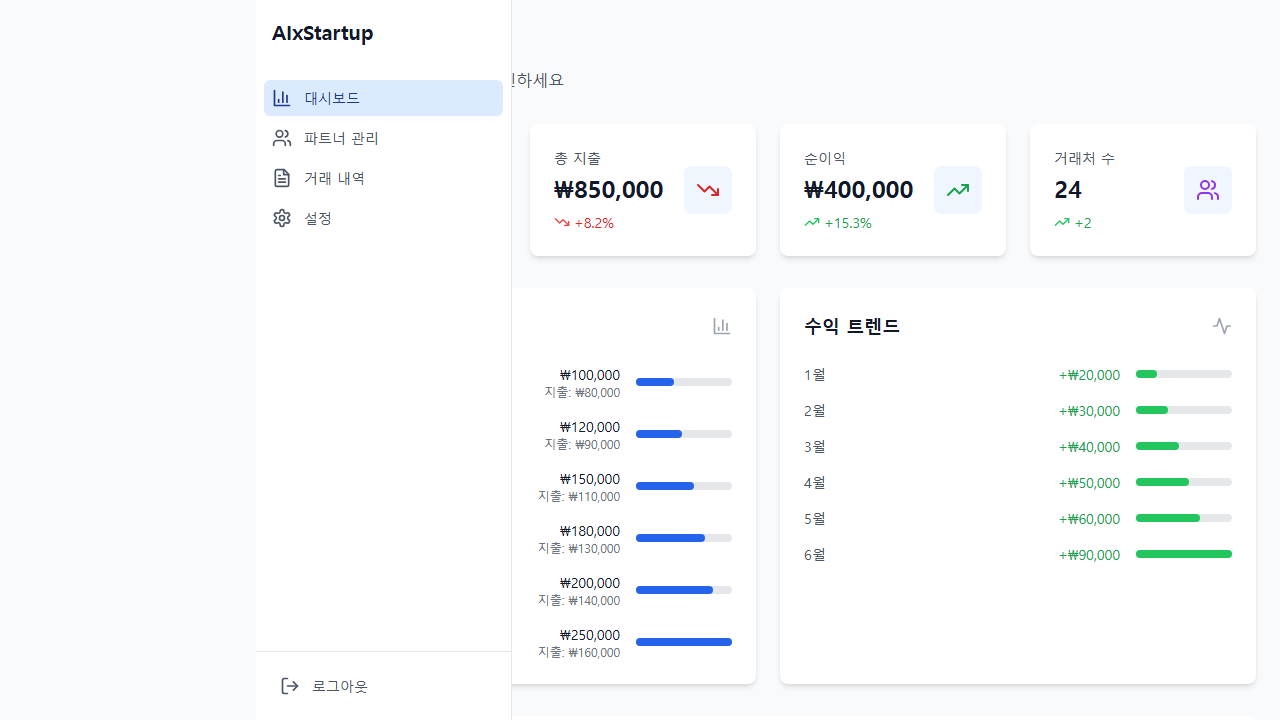 AIxStartup
대시보드
파트너 관리
거래 내역
설정
로그아웃
하세요
총 지출
₩850,000
+8.2%
순이익
₩400,000
+15.3%
거래처 수
24
+2
₩100,000
지출: ₩80,000
₩120,000
지출: ₩90,000
₩150,000
지출: ₩110,000
₩180,000
지출: ₩130,000
₩200,000
지출: ₩140,000
₩250,000
지출: ₩160,000
수익 트렌드
1월 +₩20,000
2월 +₩30,000
3월 +₩40,000
4월 +₩50,000
5월 +₩60,000
6월 +₩90,000